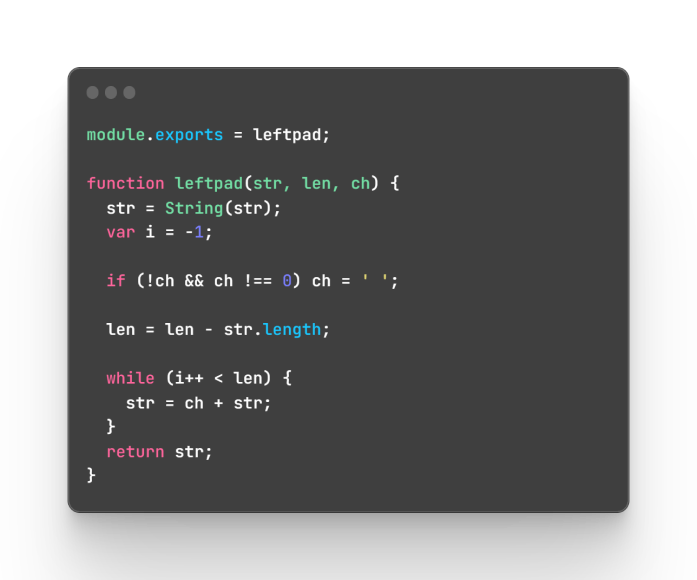 module.exports = leftpad;
function leftpad(str, len, ch) {
  str = String(str);
  var i = -1;
  if (!ch && ch !== 0) ch = ' ';
  len = len - str.length;
  while (i++ < len) {
    str = ch + str;
  }
  return str;
}